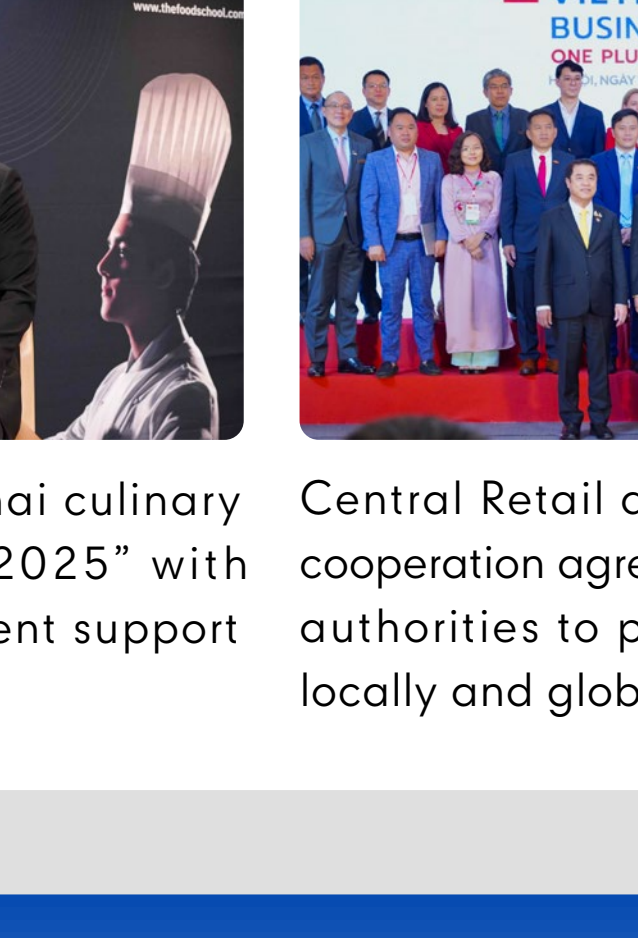 www.thefoodschool.com
BUSIN
ONE PLU
culinary
2025” with
ent support
Central Retail
cooperation agre
authorities to p
locally and glob